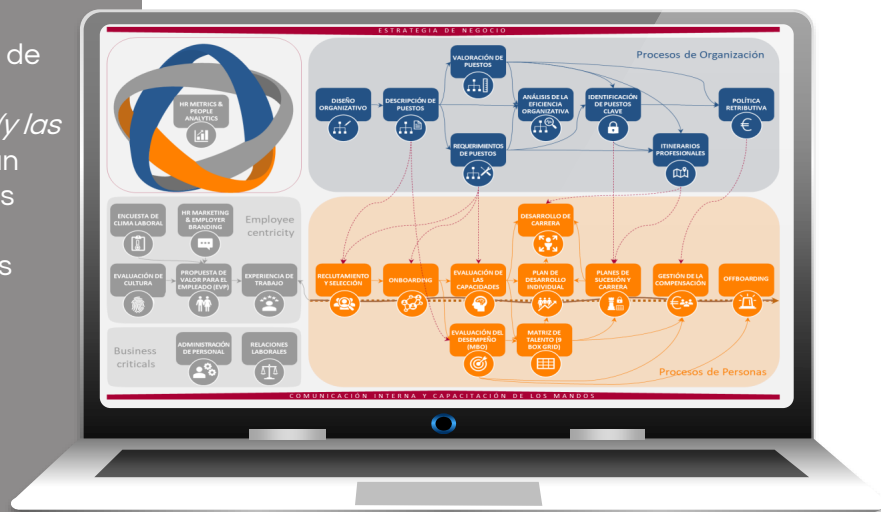 de
/y las
un
s
s
ESTRATEGIA DE NEGOCIO
HR METRICS &
PEOPLE
ANALYTICS
Procesos de Organización
DISEÑO
ORGANIZATIVO
DESCRIPCIÓN DE
PUESTOS
VALORACIÓN DE
PUESTOS
REQUERIMIENTOS
DE PUESTOS
ANÁLISIS DE LA
EFICIENCIA
ORGANIZATIVA
IDENTIFICACIÓN
DE PUESTOS
CLAVE
ITINERARIOS
PROFESIONALES
POLÍTICA
RETRIBUTIVA
Employee
centricity
ENCUESTA DE
CLIMA LABORAL
HR MARKETING
& EMPLOYER
BRANDING
EVALUACIÓN DE
CULTURA
PROPUESTA DE
VALOR PARA EL
EMPLEADO (EVP)
EXPERIENCIA DE
TRABAJO
Business
criticals
ADMINISTRACIÓN
DE PERSONAL
RELACIONES
LABORALES
DESARROLLO DE
CARRERA
RECLUTAMIENTO
Y SELECCIÓN
ONBOARDING
EVALUACIÓN DE
LAS
CAPACIDADES
PLAN DE
DESARROLLO
INDIVIDUAL
PLANES DE
SUCESIÓN Y
CARRERA
GESTIÓN DE LA
COMPENSACIÓN
OFFBOARDING
EVALUACIÓN DEL
DESEMPEÑO
(MBO)
MATRIZ DE
TALENTO (9
BOX GRID)
Procesos de Personas
COMUNICACIÓN INTERNA Y CAPACITACIÓN DE LOS MANDOS